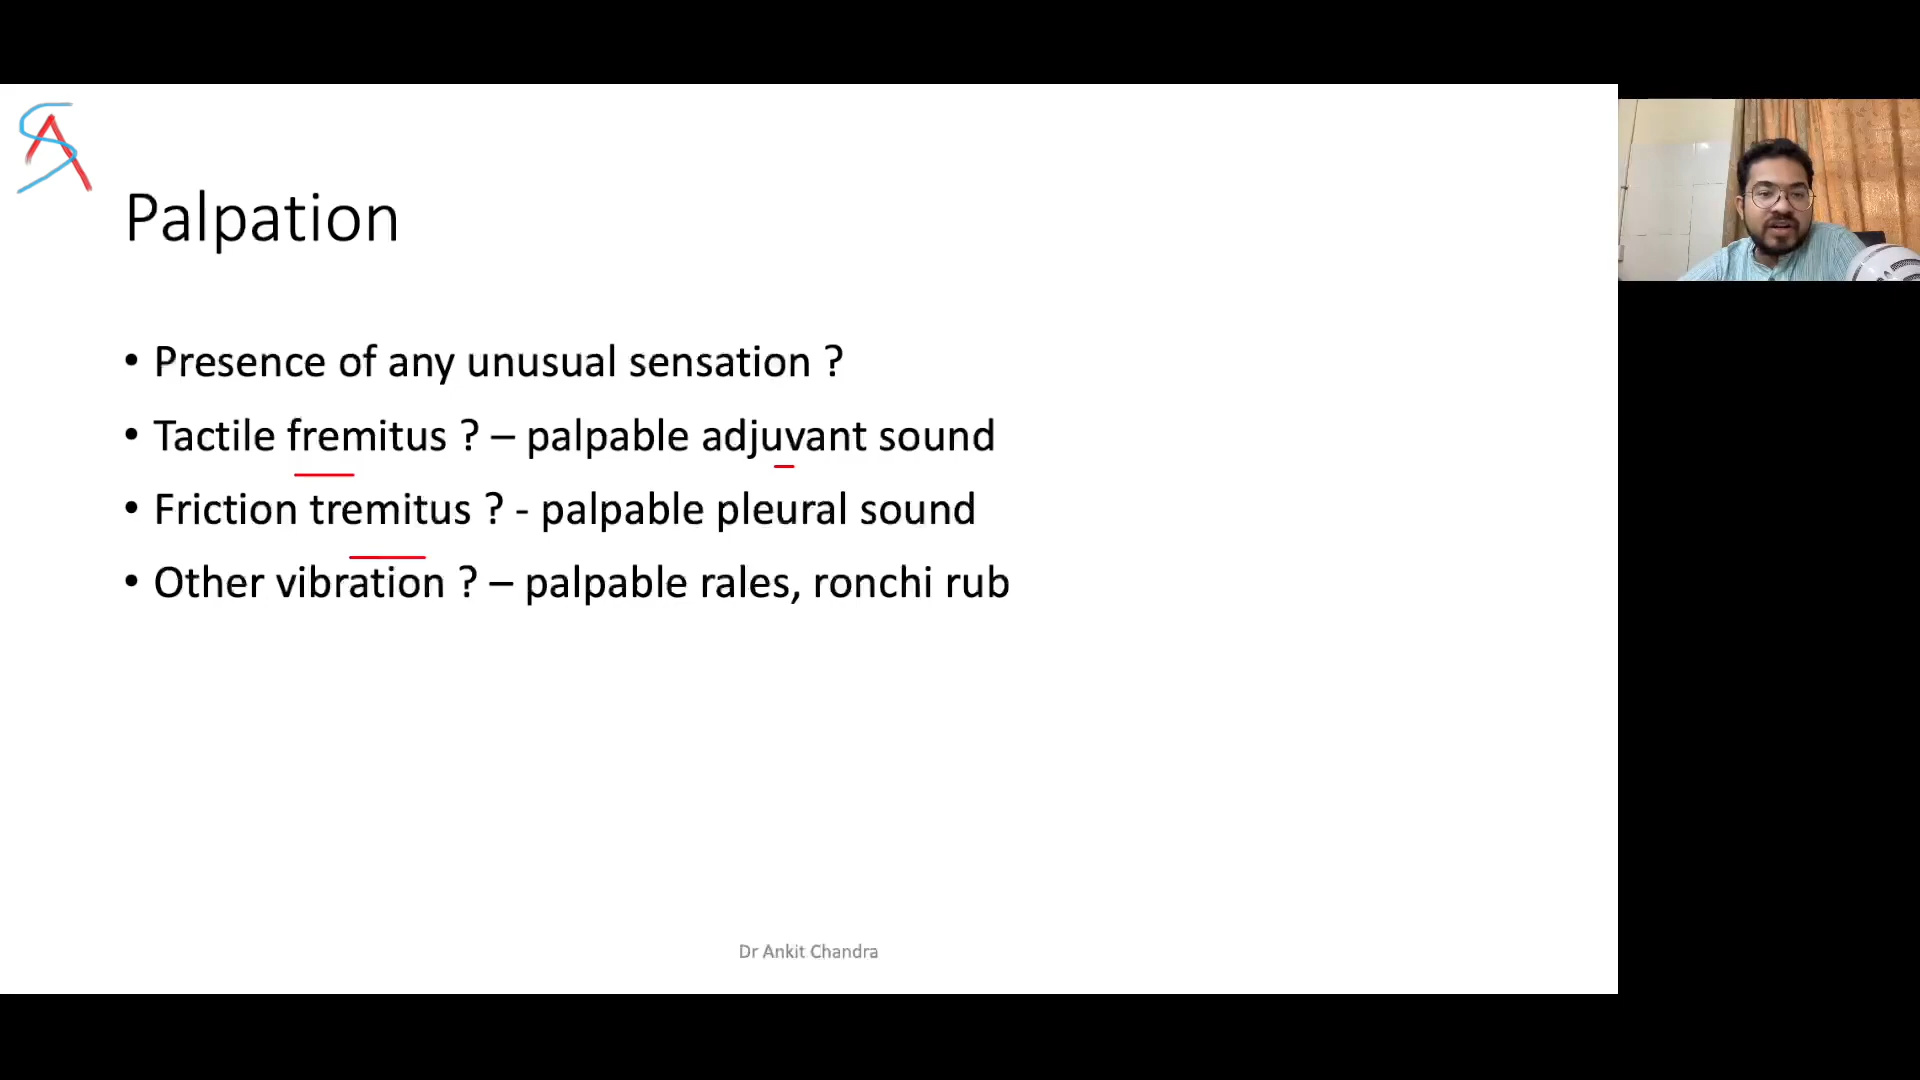 Palpation
• Presence of any unusual sensation ?
• Tactile fremitus ? – palpable adjuvant sound
• Friction tremitus ? - palpable pleural sound
• Other vibration ? – palpable rales, ronchi rub
Dr Ankit Chandra